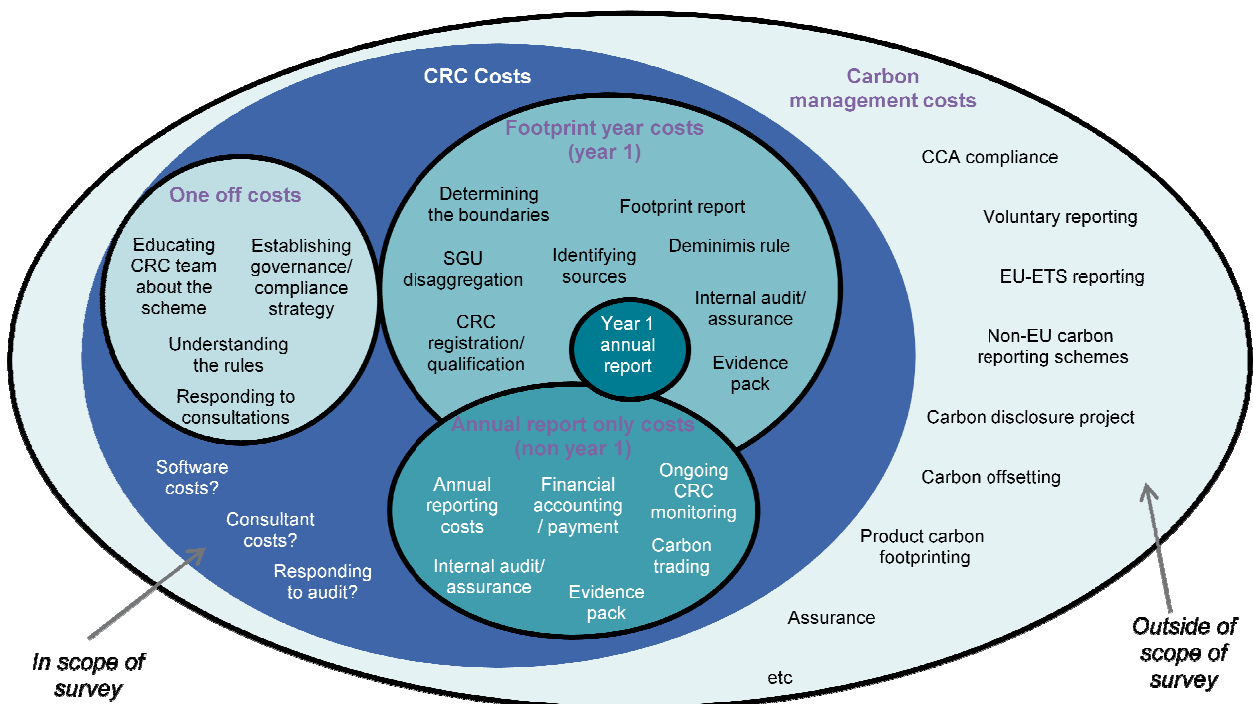 CRC Costs
Carbon
management costs
Footprint year costs
(year 1)
One off costs
Determining
the boundaries
Footprint report
Educating
CRC team
about the
scheme
Establishing
governance/
compliance
strategy
SGU
disaggregation
Identifying
sources
Deminimis rule
Understanding
the rules
CRC
registration/
qualification
Year 1
annual
report
Internal audit/
assurance
Evidence
pack
Responding to
consultations
Annual report only costs
(non year 1)
Software
costs?
Consultant
costs?
Responding
to audit?
Annual
reporting
costs
Financial
accounting
/ payment
Ongoing
CRC
monitoring
Carbon
trading
Internal audit/
assurance
Evidence
pack
CCA compliance
Voluntary reporting
EU-ETS reporting
Non-EU carbon
reporting schemes
Carbon disclosure project
Carbon offsetting
Product carbon
footprinting
Assurance
etc
In scope of
survey
Outside of
scope of
survey